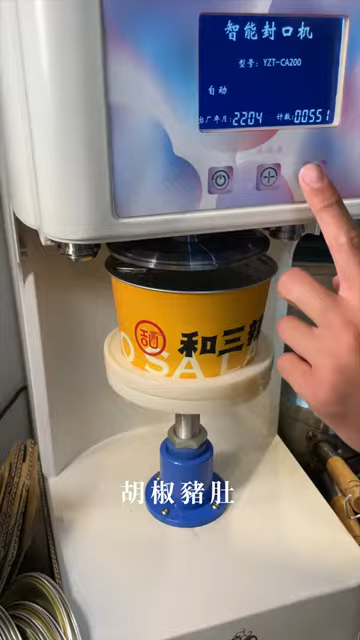 智能封口机
型号: YZT-CA200
自动
出厂年月:2204 计数:00551
和三
OSALA
胡椒豬肚